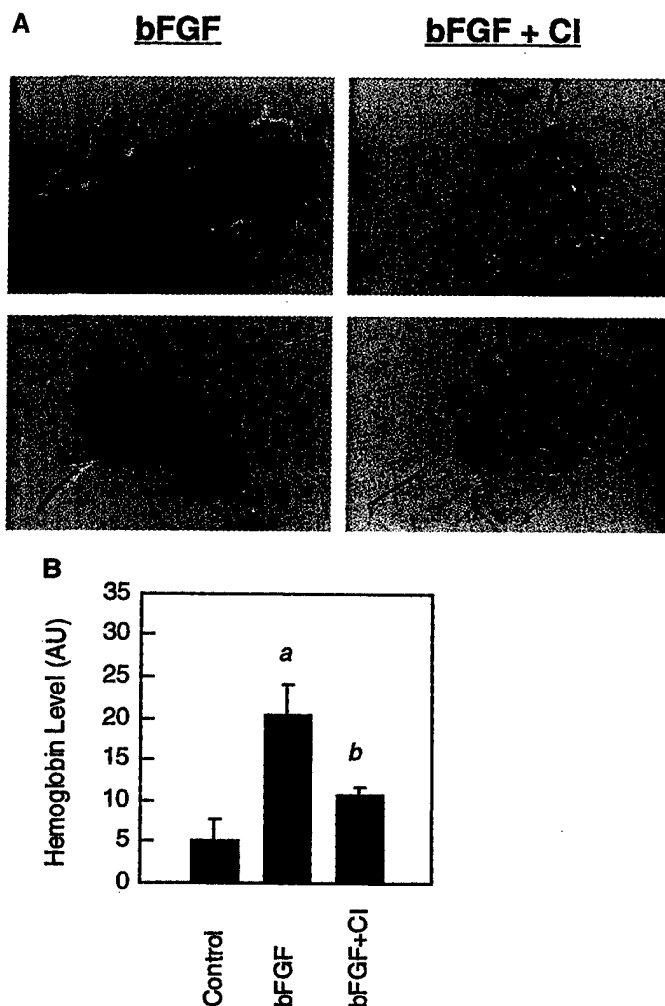 A
bFGF
bFGF + CI
B
Hemoglobin Level (AU)
35
30
25
20
15
10
5
0
a
b
Control
bFGF
bFGF+CI